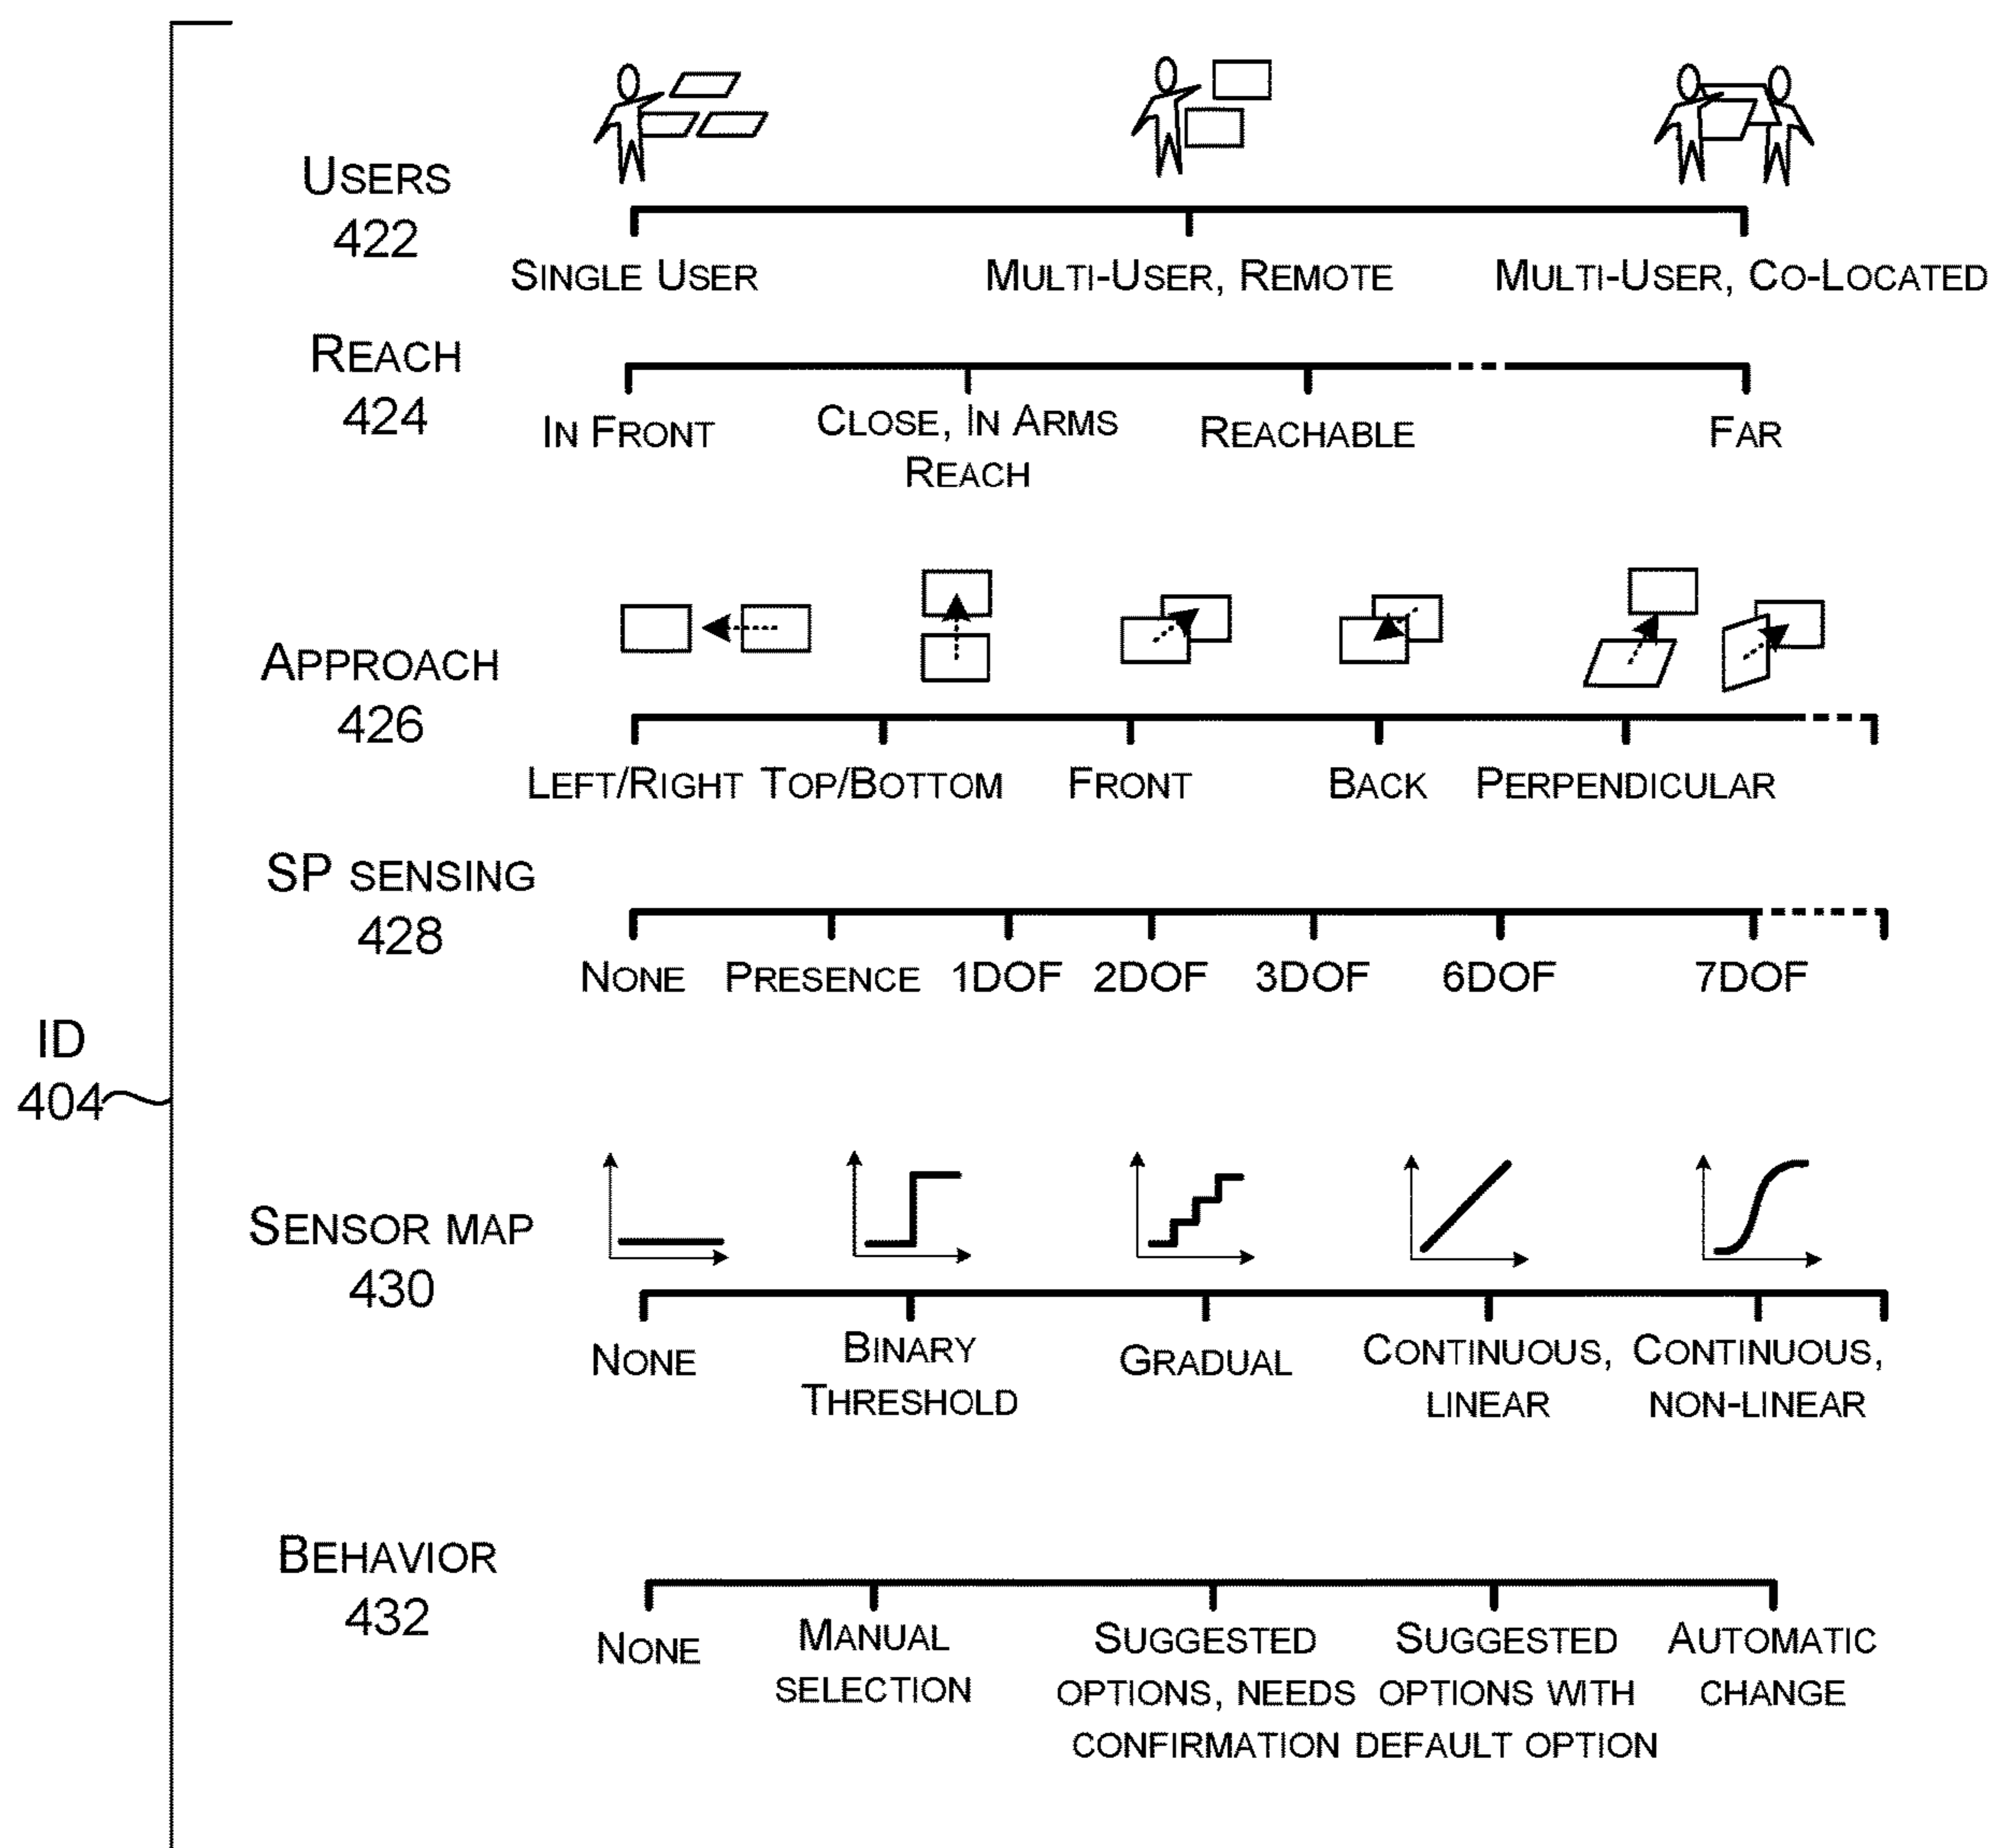 USERS
422
SINGLE USER MULTI-USER, REMOTE MULTI-USER, CO-LOCATED
REACH
424
IN FRONT CLOSE, IN ARMS REACHABLE FAR
REACH
APPROACH
426
LEFT/RIGHT TOP/BOTTOM FRONT BACK PERPENDICULAR
SP SENSING
428
NONE PRESENCE 1DOF 2DOF 3DOF 6DOF 7DOF
ID
404
SENSOR MAP
430
NONE BINARY GRADUAL CONTINUOUS, CONTINUOUS,
THRESHOLD LINEAR NON-LINEAR
BEHAVIOR
432
NONE MANUAL SUGGESTED SUGGESTED AUTOMATIC
SELECTION OPTIONS, NEEDS OPTIONS WITH CHANGE
CONFIRMATION DEFAULT OPTION